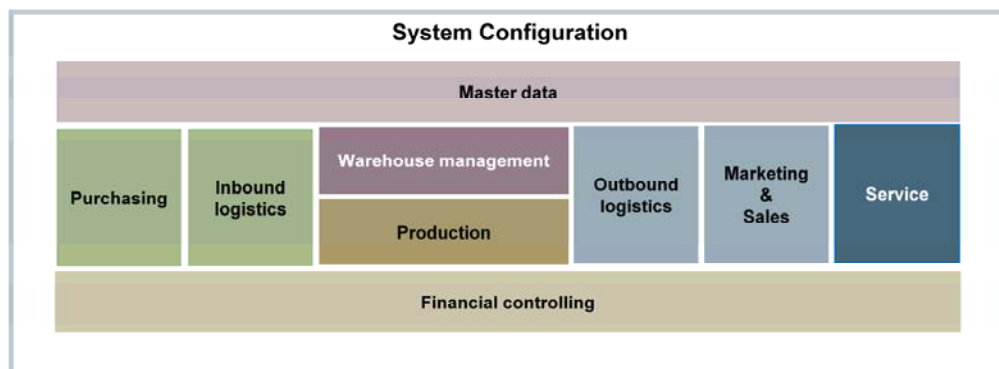 System Configuration
Master data
Purchasing
Inbound
logistics
Warehouse management
Production
Outbound
logistics
Marketing
&
Sales
Service
Financial controlling